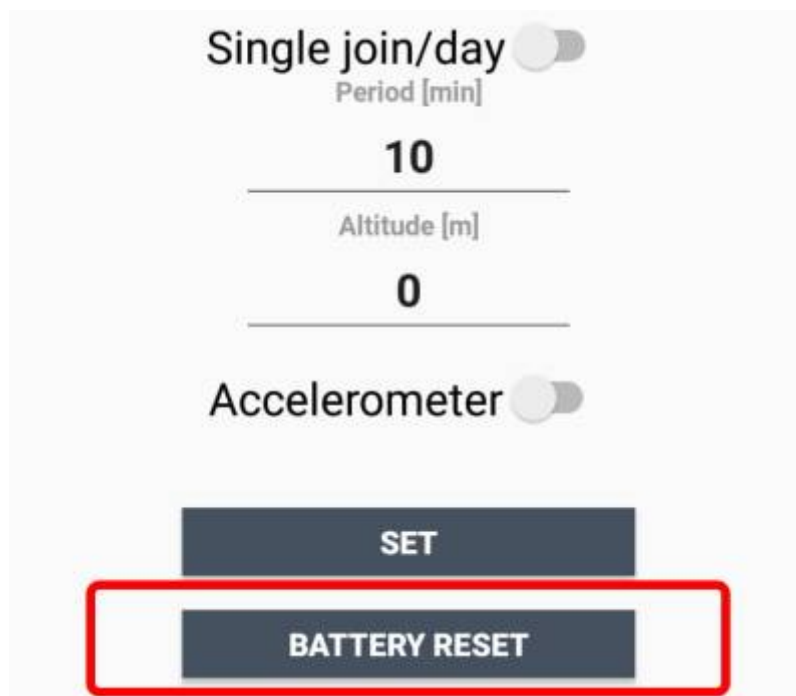 Single join/day
Period [min]
10
Altitude [m]
0
Accelerometer
SET
BATTERY RESET